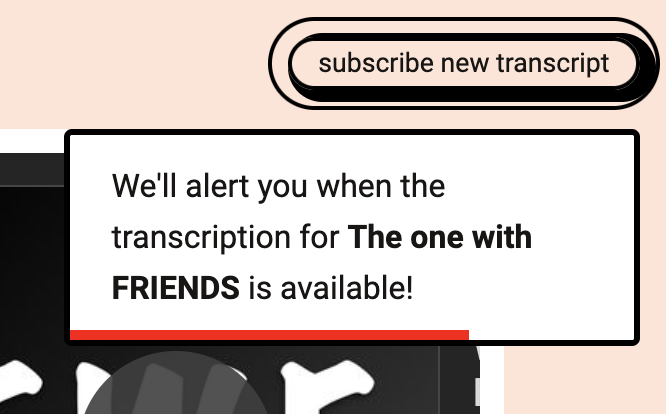 subscribe new transcript
We'll alert you when the
transcription for The one with
FRIENDS is available!